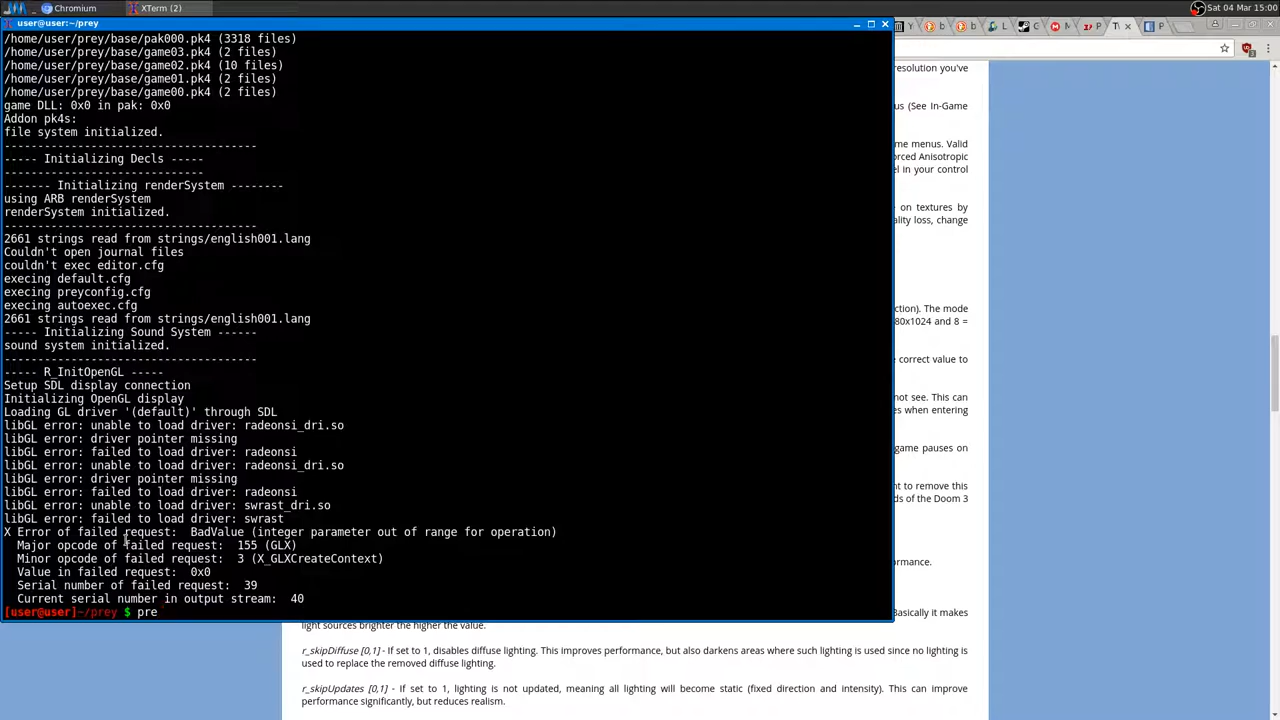 Chromium
XTerm (2)
Sat 04 Mar 15:00
user@user:~/prey
/home/user/prey/base/pak000.pk4 (3318 files)
/home/user/prey/base/game03.pk4 (2 files)
/home/user/prey/base/game02.pk4 (10 files)
/home/user/prey/base/game01.pk4 (2 files)
/home/user/prey/base/game00.pk4 (2 files)
game DLL: 0x0 in pak: 0x0
Addon pk4s:
file system initialized.
--------------------------------------
----- Initializing Decls -----
------------------------------
------- Initializing renderSystem --------
using ARB renderSystem
renderSystem initialized.
--------------------------------------
2661 strings read from strings/english001.lang
Couldn't open journal files
couldn't exec editor.cfg
execing default.cfg
execing preyconfig.cfg
execing autoexec.cfg
2661 strings read from strings/english001.lang
----- Initializing Sound System ------
sound system initialized.
--------------------------------------
----- R_InitOpenGL -----
Setup SDL display connection
Initializing OpenGL display
Loading GL driver '(default)' through SDL
libGL error: unable to load driver: radeonsi_dri.so
libGL error: driver pointer missing
libGL error: failed to load driver: radeonsi
libGL error: unable to load driver: radeonsi_dri.so
libGL error: driver pointer missing
libGL error: failed to load driver: radeonsi
libGL error: unable to load driver: swrast_dri.so
libGL error: failed to load driver: swrast
X Error of failed request:  BadValue (integer parameter out of range for operation)
  Major opcode of failed request:  155 (GLX)
  Minor opcode of failed request:  3 (X_GLXCreateContext)
  Value in failed request:  0x0
  Serial number of failed request:  39
  Current serial number in output stream:  40
[user@user]~/prey $ pre
resolution you've
us (See In-Game
me menus. Valid
orced Anisotropic
el in your control
on textures by
ality loss, change
ction). The mode
80x1024 and 8 =
e correct value to
not see. This can
es when entering
game pauses on
nt to remove this
ds of the Doom 3
ormance.
Basically it makes
light sources brighter the higher the value.
r_skipDiffuse [0,1] - If set to 1, disables diffuse lighting. This improves performance, but also darkens areas where such lighting is used since no lighting is
used to replace the removed diffuse lighting.
r_skipUpdates [0,1] - If set to 1, lighting is not updated, meaning all lighting will become static (fixed direction and intensity). This can improve
performance significantly, but reduces realism.